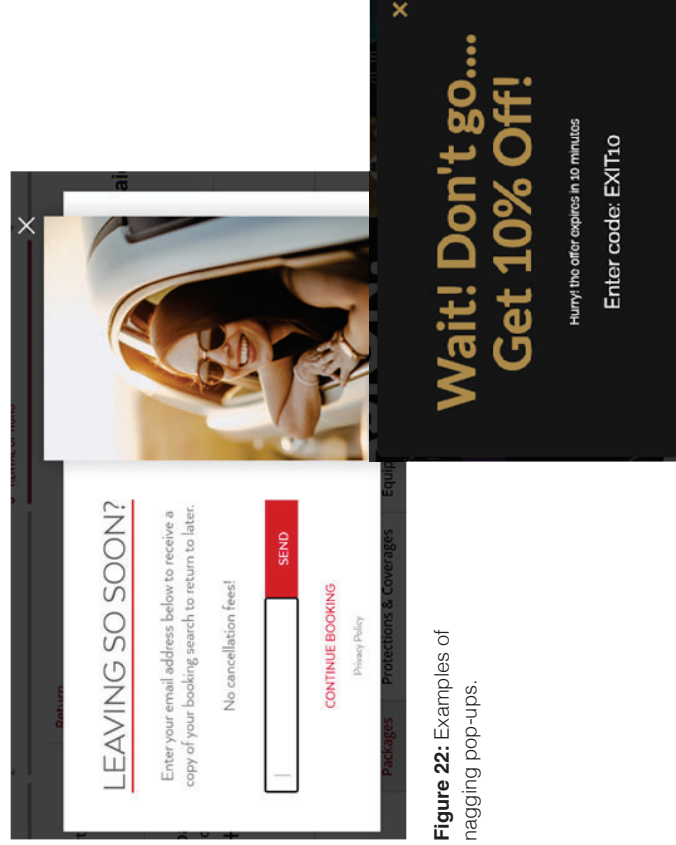 Return
LEAVING SO SOON?
Enter your email address below to receive a
copy of your booking search to return to later.
No cancellation fees!
SEND
CONTINUE BOOKING
Privacy Policy
Packages
Protections & Coverages
Equip
Wait! Don't go....
Get 10% Off!
Hurry! the offer expires in 10 minutes
Enter code: EXIT10
Figure 22: Examples of
nagging pop-ups.